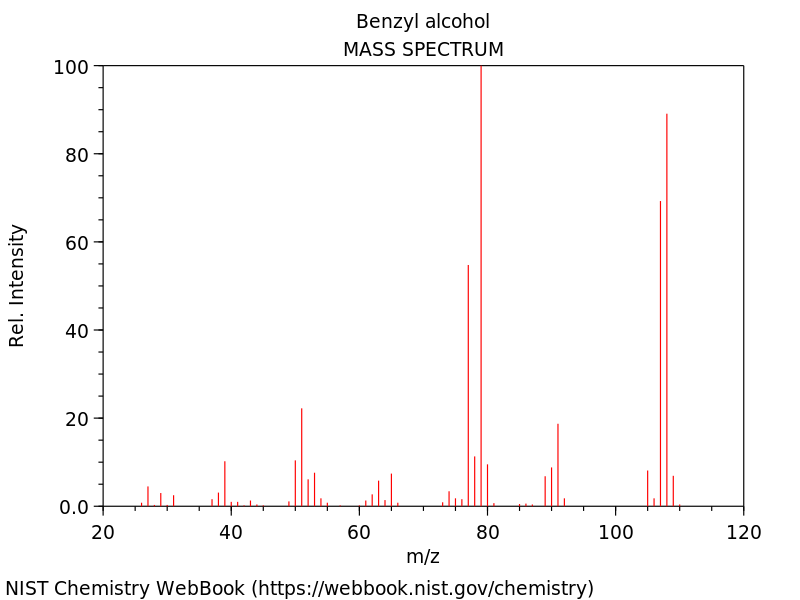 Benzyl alcohol
MASS SPECTRUM
100
80
60
40
20
0.0
Rel. Intensity
20 40 60 80 100 120
m/z
NIST Chemistry WebBook (https://webbook.nist.gov/chemistry)